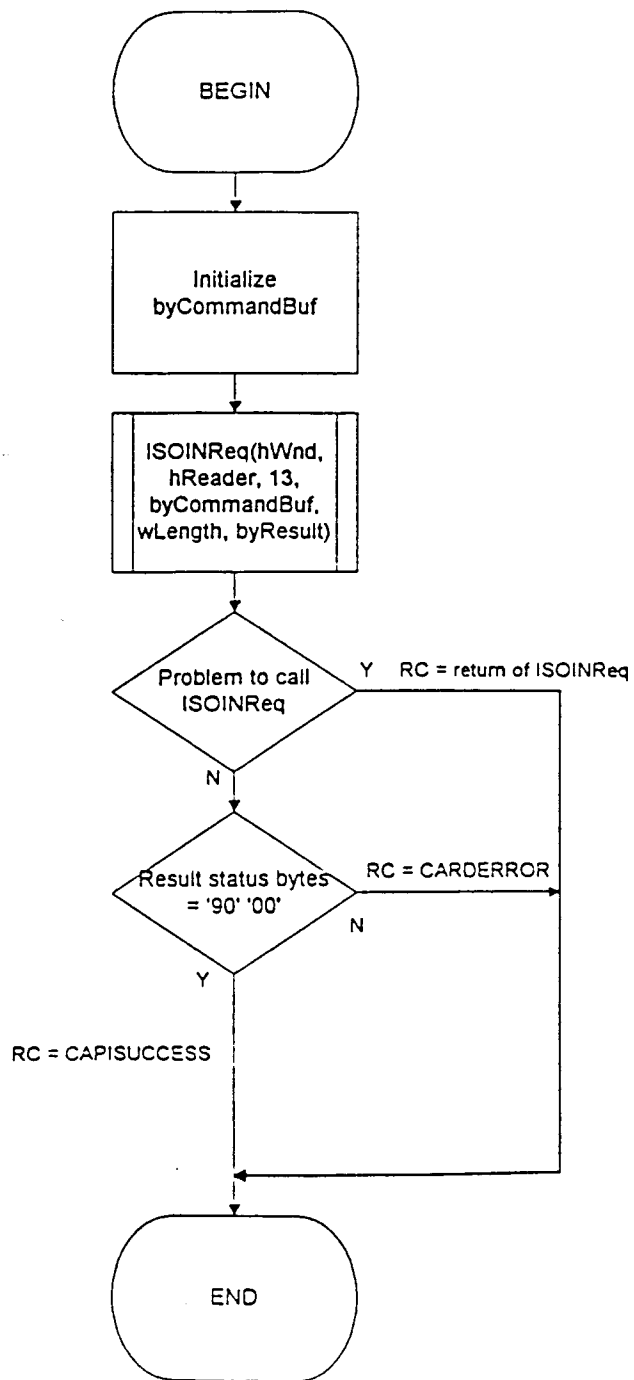 BEGIN
Initialize
byCommandBuf
ISOINReq(hWnd,
hReader, 13,
byCommandBuf,
wLength, byResult)
Problem to call
ISOINReq
Y
RC = return of ISOINReq
N
Result status bytes
= '90' '00'
RC = CARDERROR
N
Y
RC = CAPISUCCESS
END